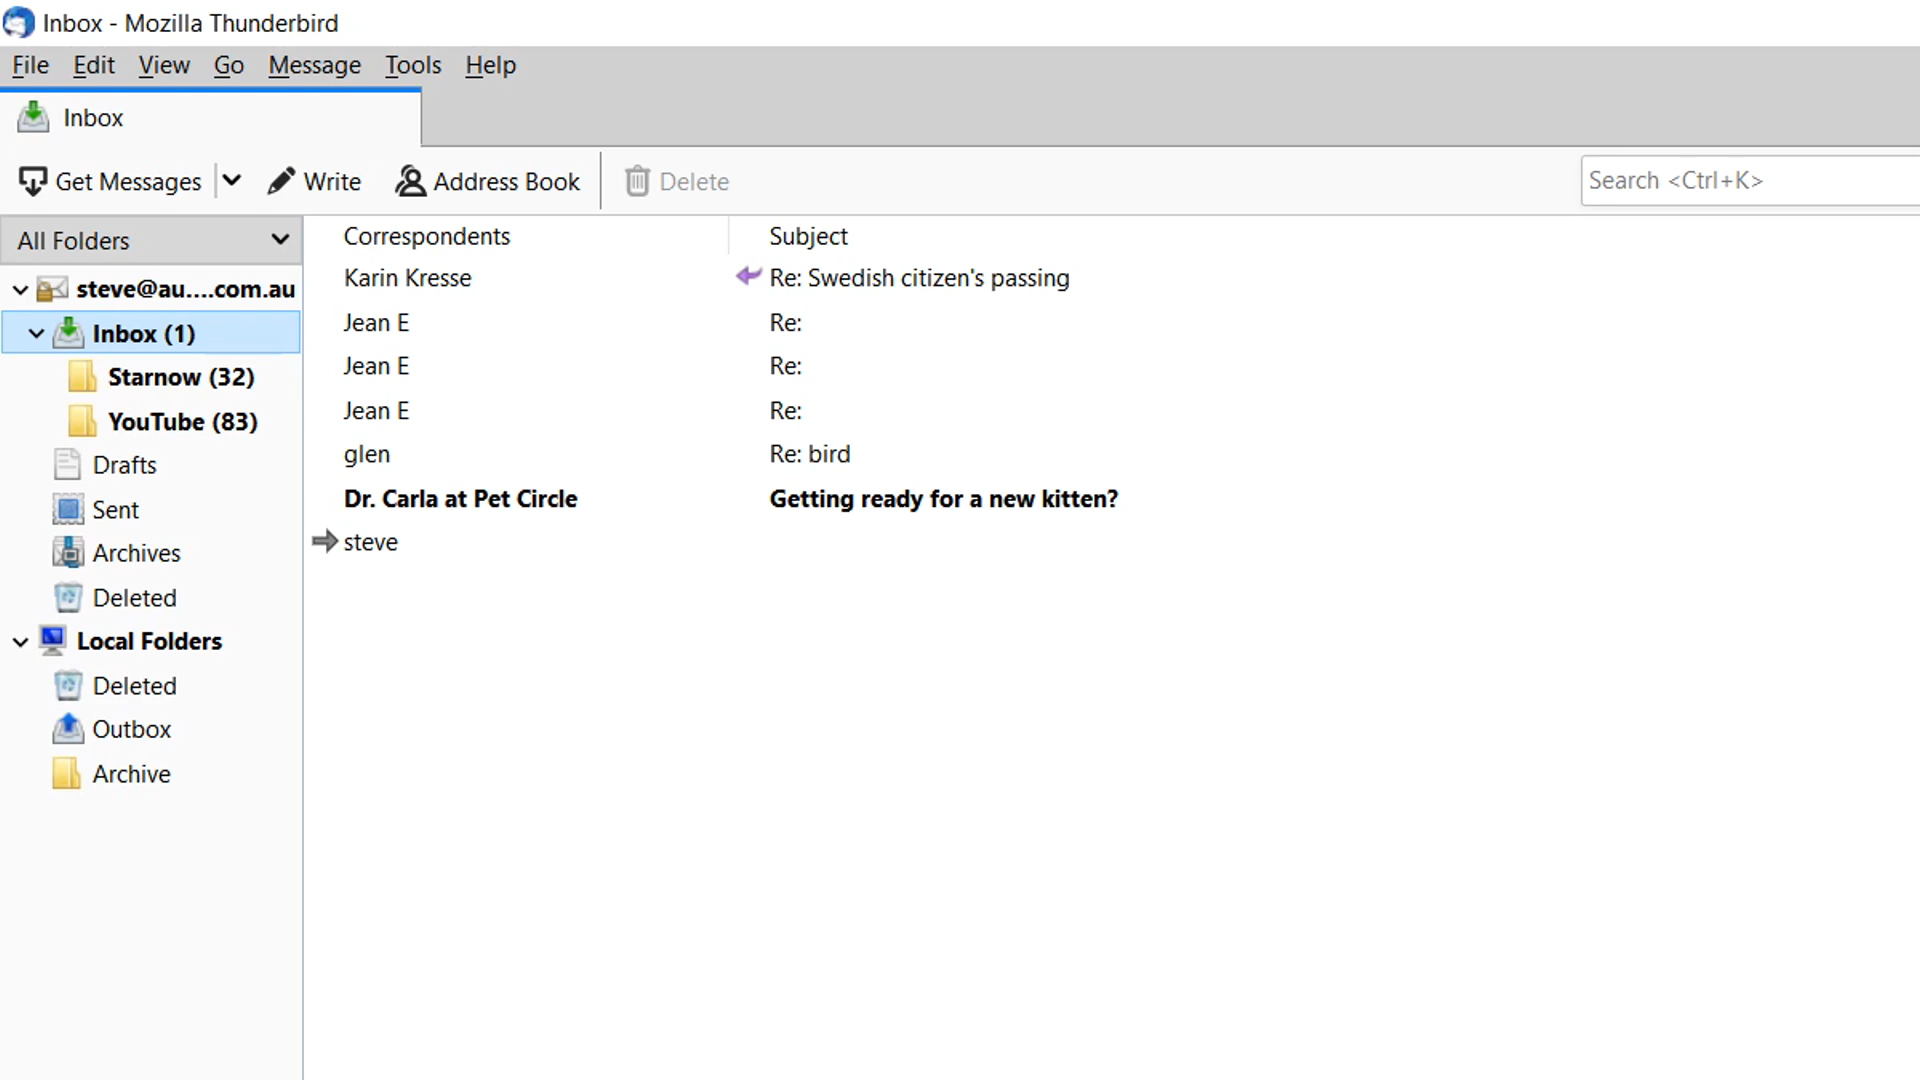 Inbox - Mozilla Thunderbird
File Edit View Go Message Tools Help
Inbox
Get Messages Write Address Book Delete Search <Ctrl+K>
All Folders
steve@au....com.au
Inbox (1)
Starnow (32)
YouTube (83)
Drafts
Sent
Archives
Deleted
Local Folders
Deleted
Outbox
Archive
Correspondents Subject
Karin Kresse Re: Swedish citizen's passing
Jean E Re:
Jean E Re:
Jean E Re:
glen Re: bird
Dr. Carla at Pet Circle Getting ready for a new kitten?
steve